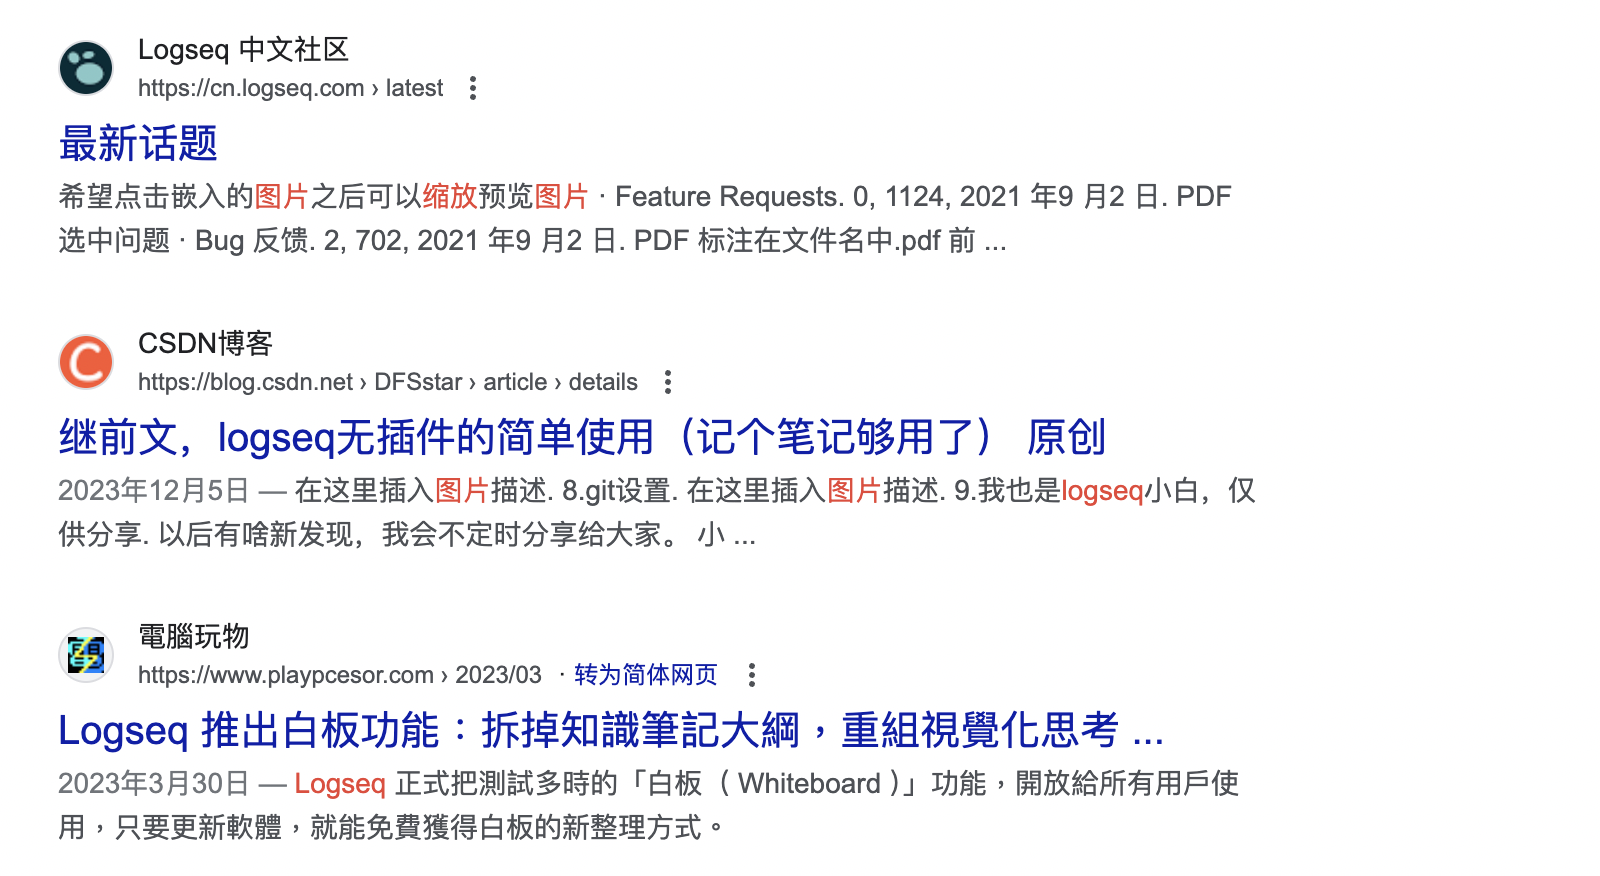 Logseq 中文社区
https://cn.logseq.com › latest
最新话题
希望点击嵌入的图片之后可以缩放预览图片 · Feature Requests. 0, 1124, 2021 年9 月2 日. PDF
选中问题 · Bug 反馈. 2, 702, 2021 年9 月2 日. PDF 标注在文件名中.pdf 前 ...
CSDN博客
https://blog.csdn.net › DFSstar › article › details
继前文，logseq无插件的简单使用（记个笔记够用了） 原创
2023年12月5日 — 在这里插入图片描述. 8.git设置. 在这里插入图片描述. 9.我也是logseq小白，仅
供分享. 以后有啥新发现，我会不定时分享给大家。 小 ...
電腦玩物
https://www.playpcesor.com › 2023/03 · 转为简体网页
Logseq 推出白板功能：拆掉知識筆記大綱，重組視覺化思考 ...
2023年3月30日 — Logseq 正式把測試多時的「白板（ Whiteboard ）」功能，開放給所有用戶使
用，只要更新軟體，就能免費獲得白板的新整理方式。